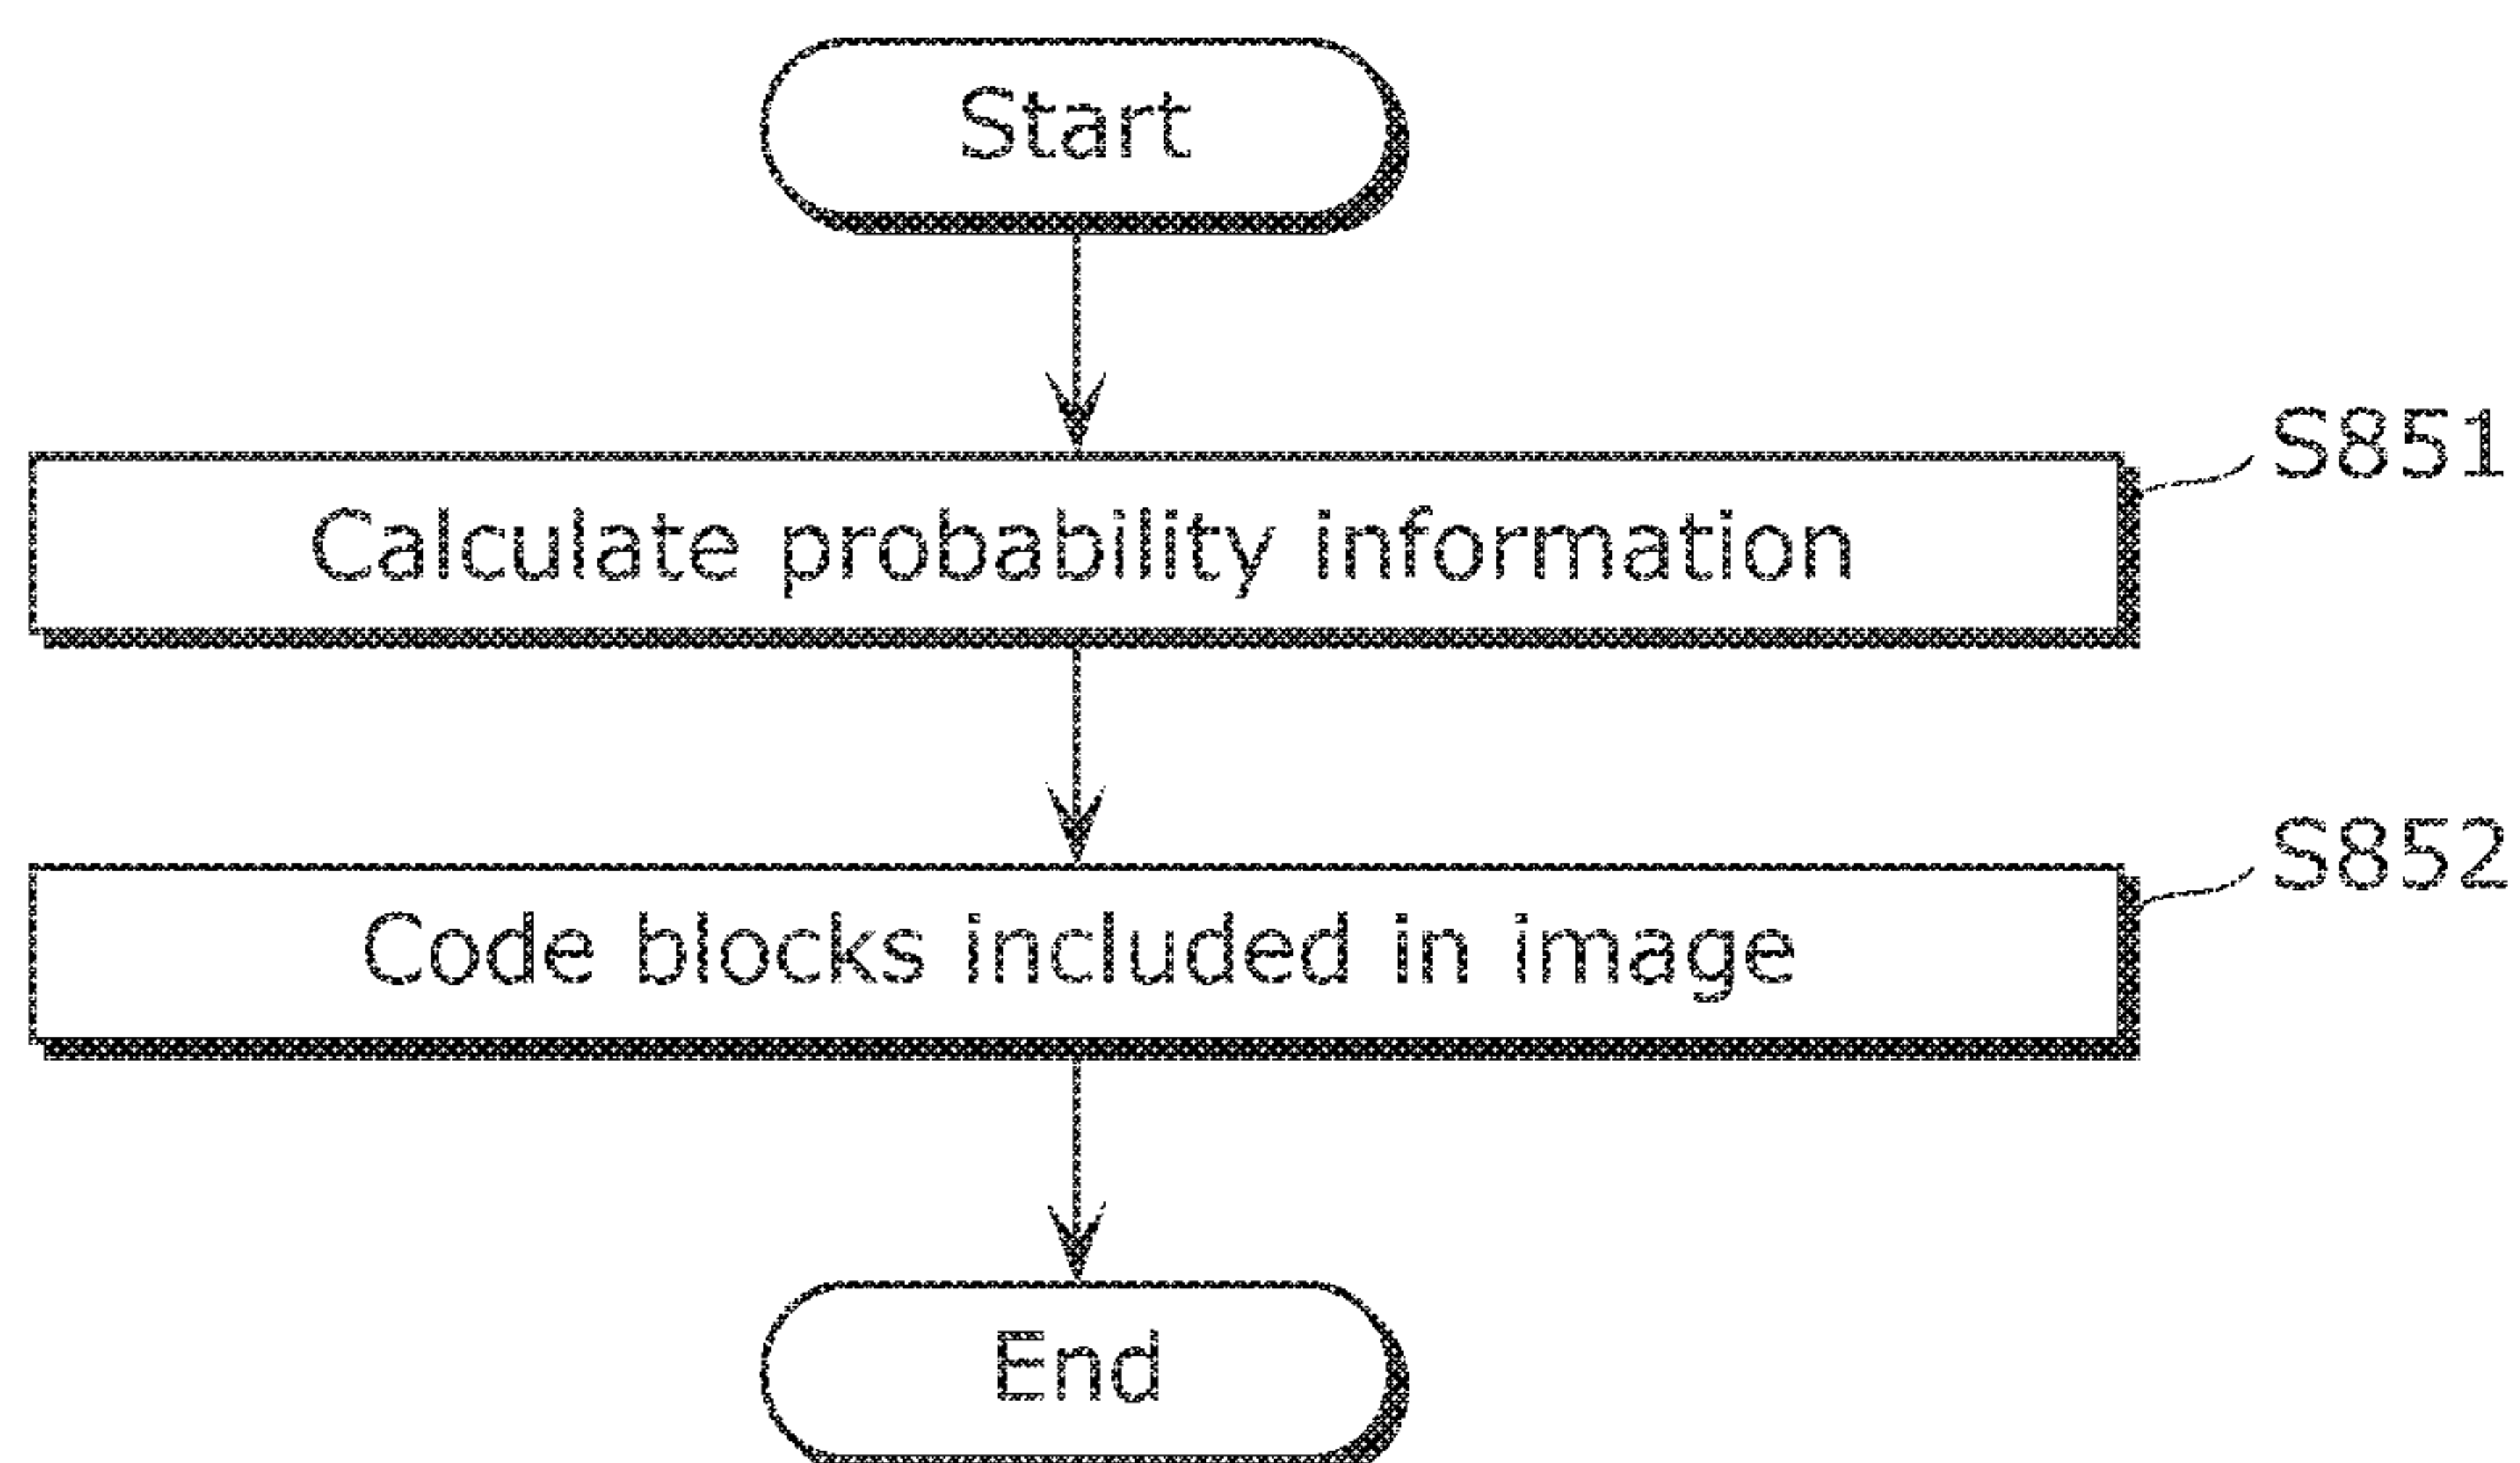 Start
S851
Calculate probability information
S852
Code blocks included in image
End